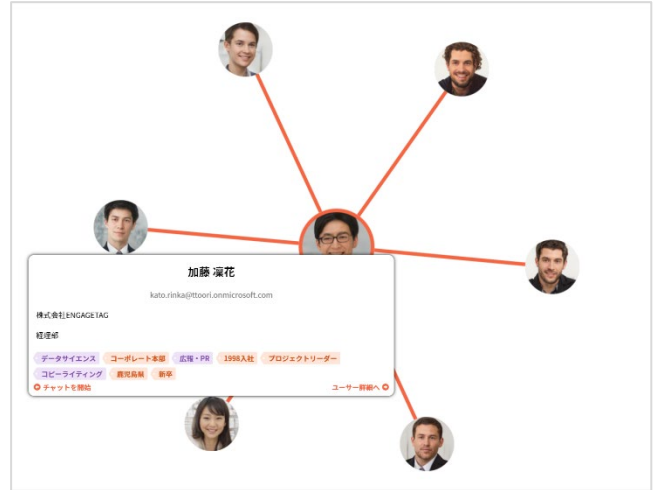 加藤 凜花
kato.rinka@ttoori.onmicrosoft.com
株式会社ENGAGETAG
経理部
データサイエンス コーポレート本部 広報・PR 1998入社 プロジェクトリーダー
コピーライティング 鹿児島県 新卒
チャットを開始 ユーザー詳細へ